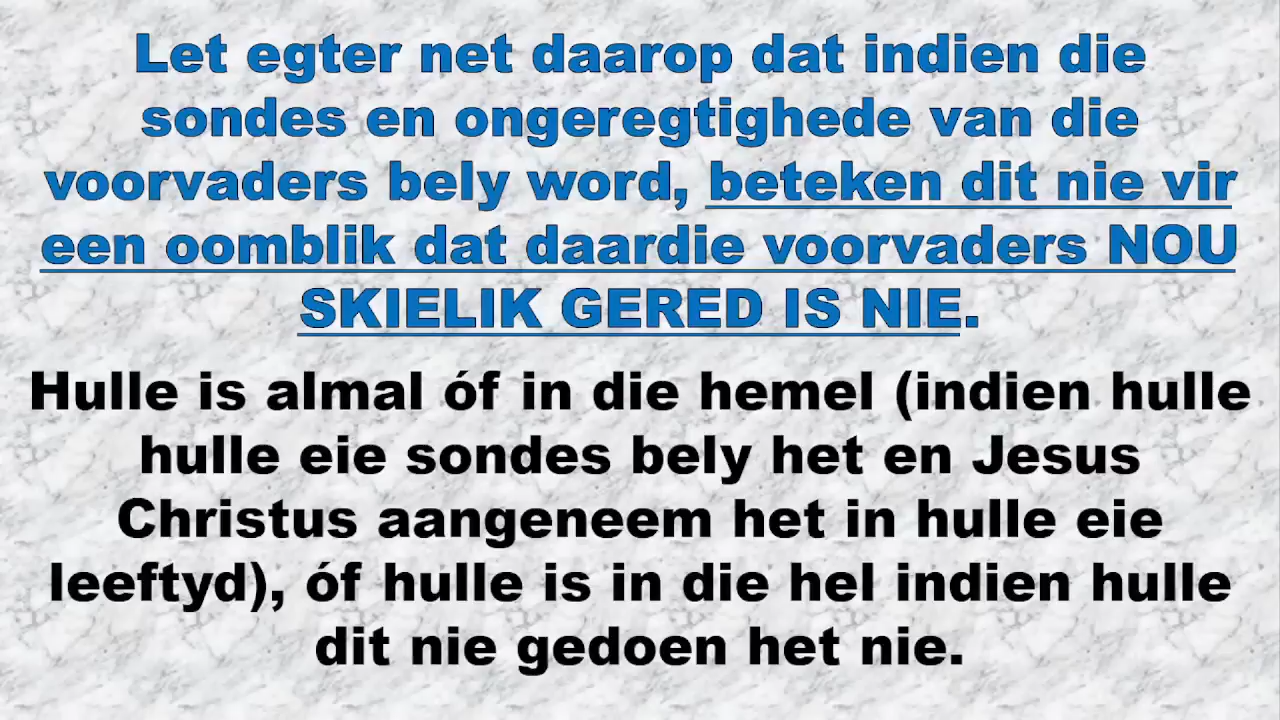 Let egter net daarop dat indien die
sondes en ongeregtighede van die
voorvaders bely word, beteken dit nie vir
een oomblik dat daardie voorvaders NOU
SKIELIK GERED IS NIE.
Hulle is almal óf in die hemel (indien hulle
hulle eie sondes bely het en Jesus
Christus aangeneem het in hulle eie
leeftyd), óf hulle is in die hel indien hulle
dit nie gedoen het nie.